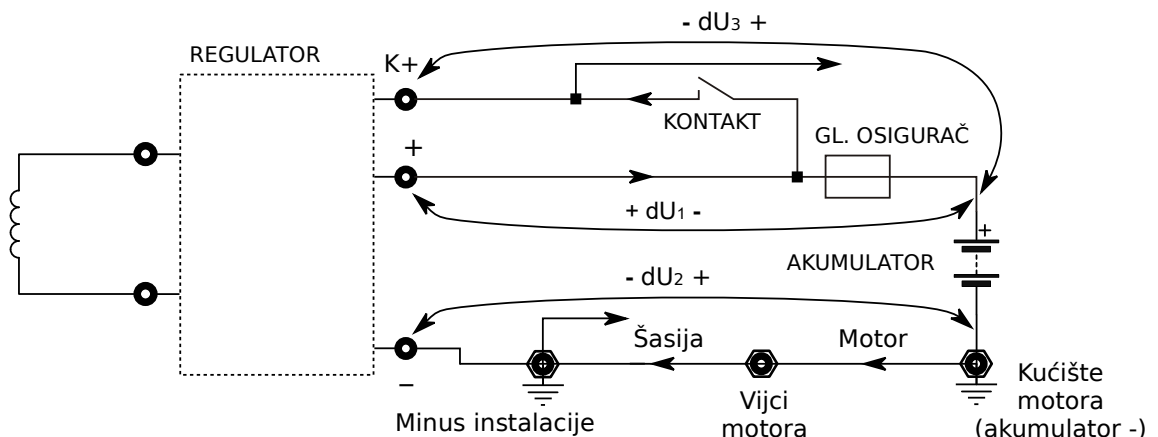 - dU3 +
REGULATOR
K+
KONTAKT
GL. OSIGURAČ
+
+ dU1 -
+
AKUMULATOR
- dU2 +
Šasija
Motor
–
Minus instalacije
Vijci
motora
Kućište
motora
(akumulator -)